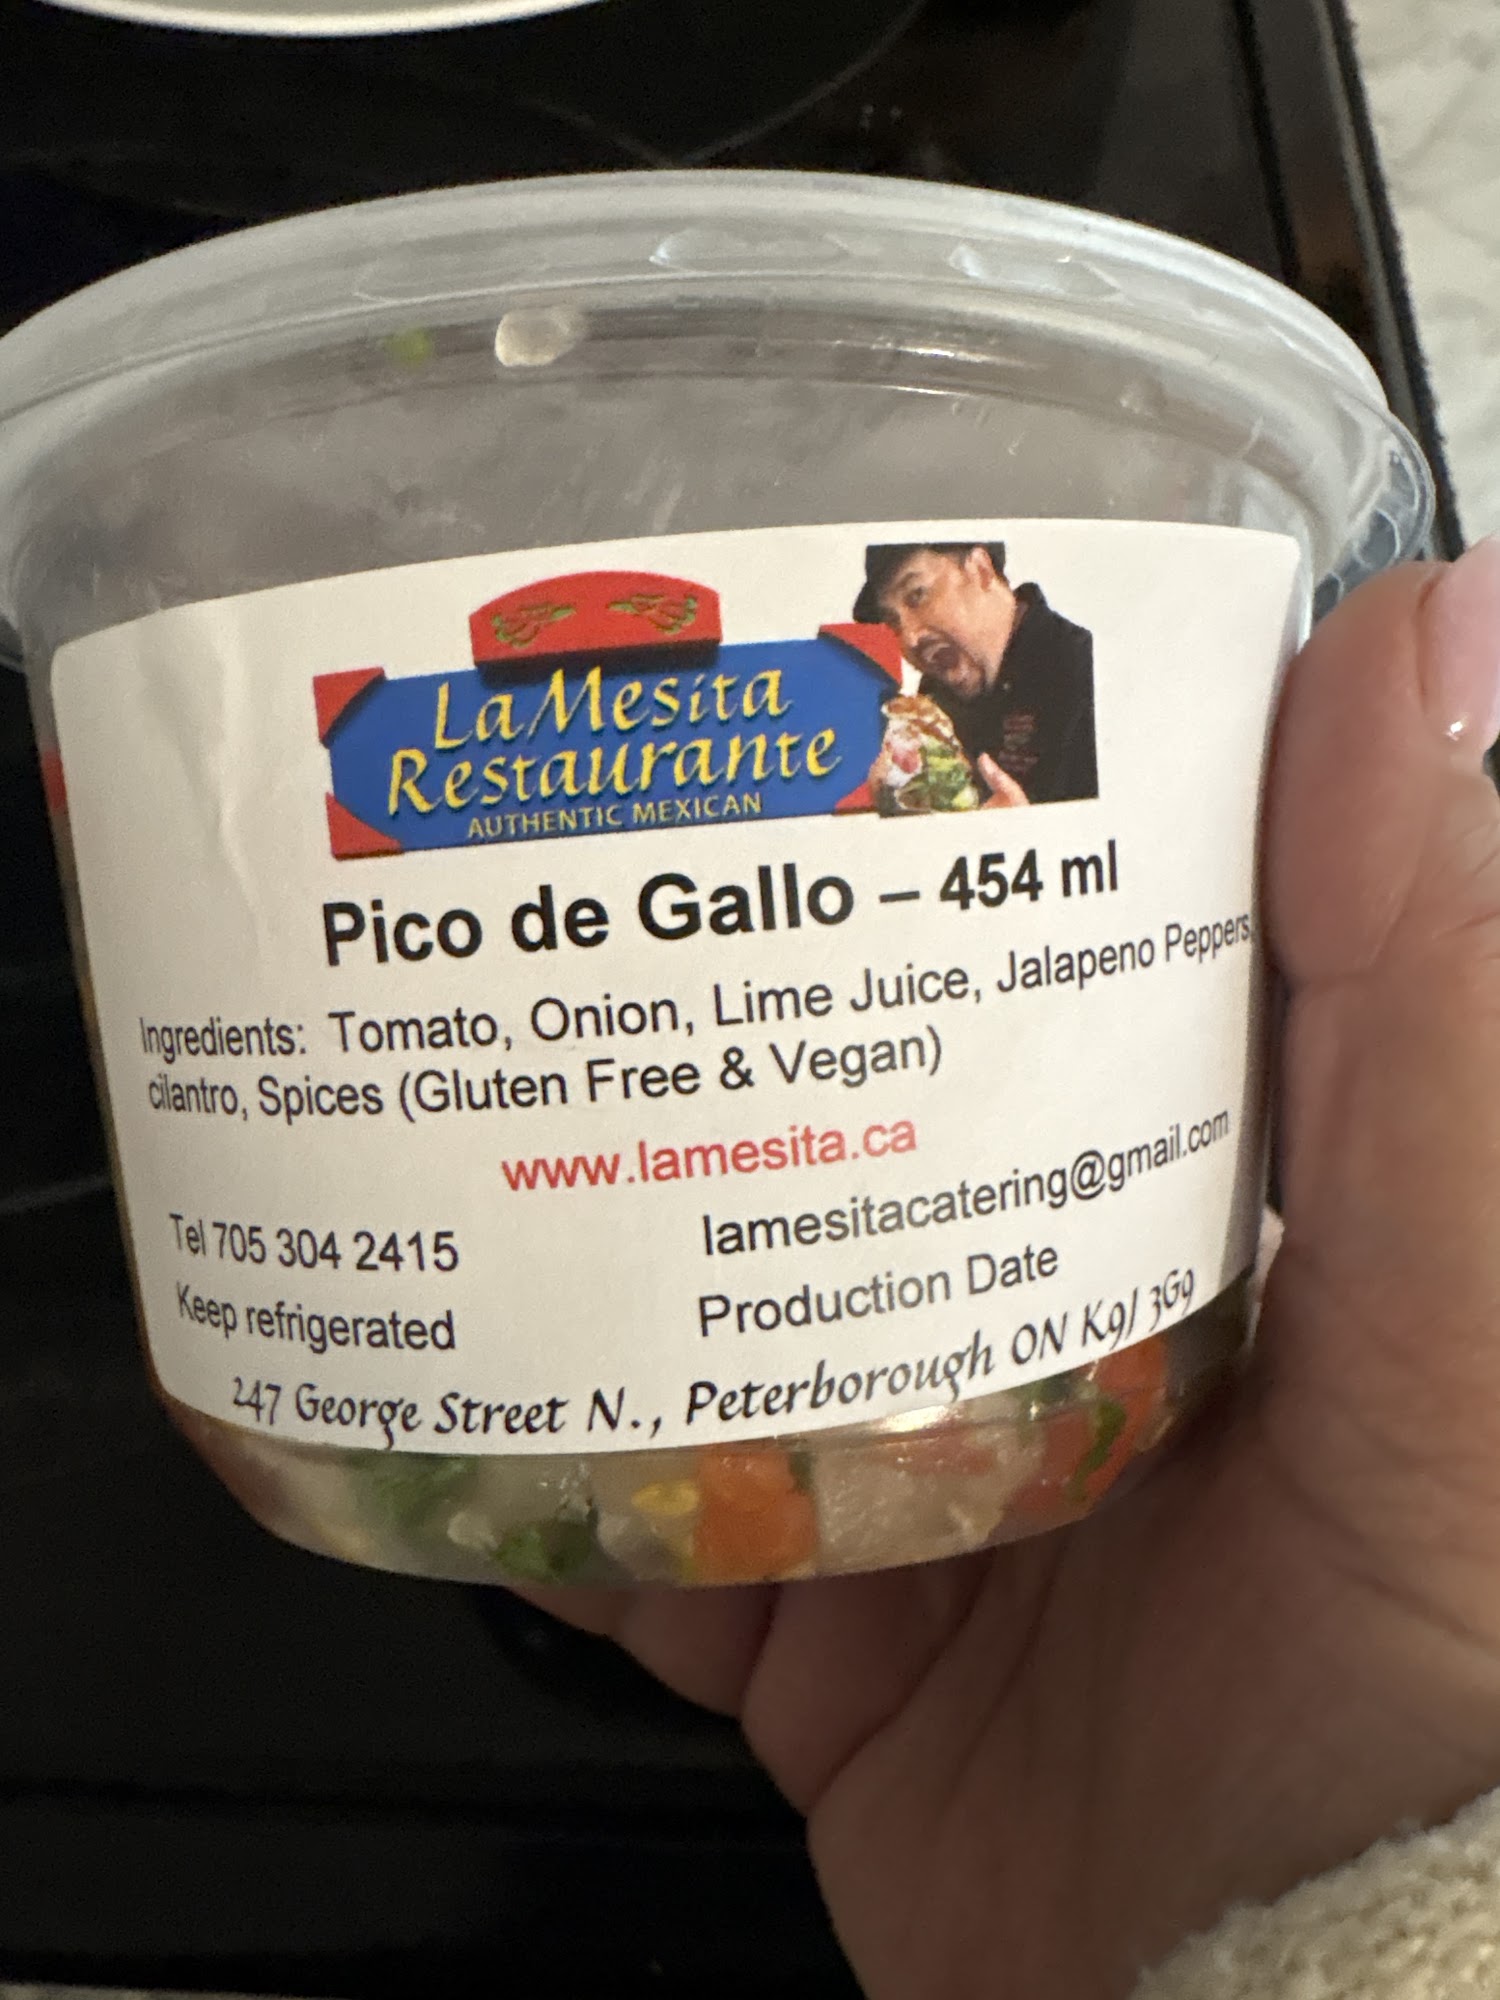 La Mesita
Restaurante
AUTHENTIC MEXICAN
Pico de Gallo – 454 ml
Ingredients: Tomato, Onion, Lime Juice, Jalapeno Peppers,
cilantro, Spices (Gluten Free & Vegan)
www.lamesita.ca
Tel 705 304 2415
lamesitacatering@gmail.com
Keep refrigerated
Production Date
247 George Street N., Peterborough ON K9J 3G9